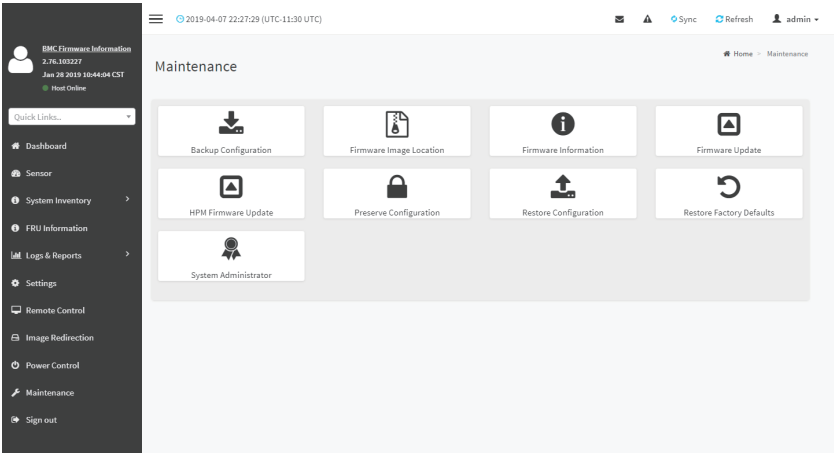 2019-04-07 22:27:29 (UTC-11:30 UTC)
Sync
Refresh
admin
BMC Firmware Information
2.76.103227
Jan 28 2019 10:44:04 CST
Host Online
Quick Links...
Dashboard
Sensor
System Inventory
FRU Information
Logs & Reports
Settings
Remote Control
Image Redirection
Power Control
Maintenance
Sign out
Maintenance
Home > Maintenance
Backup Configuration
Firmware Image Location
Firmware Information
Firmware Update
HPM Firmware Update
Preserve Configuration
Restore Configuration
Restore Factory Defaults
System Administrator